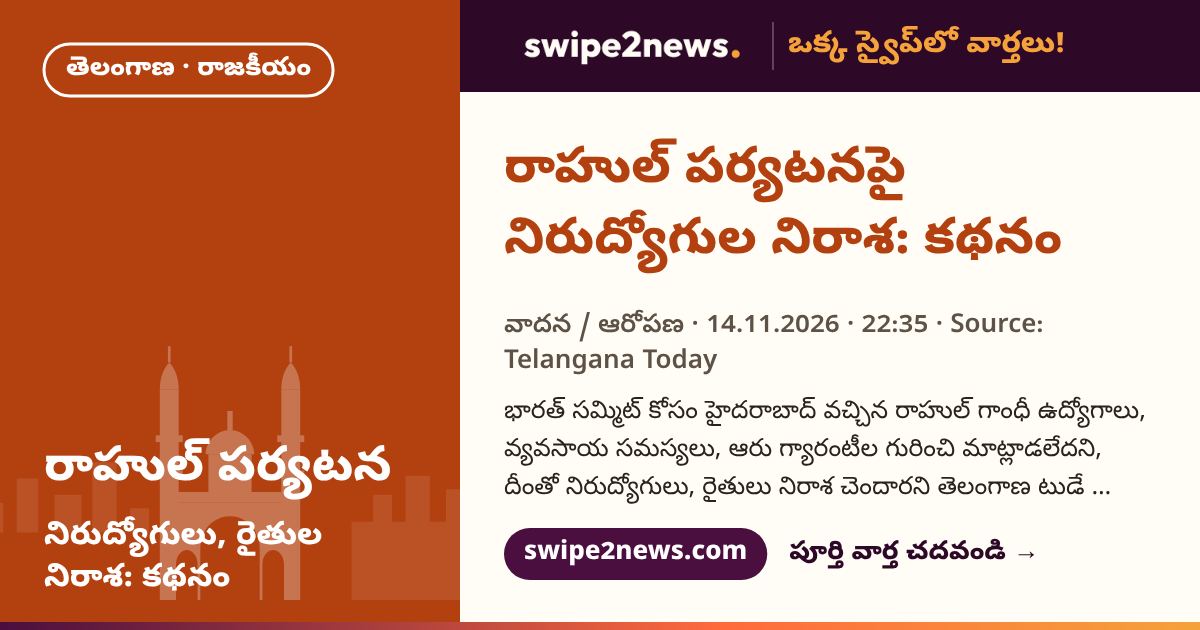 తెలంగాణ · రాజకీయం
రాహుల్ పర్యటన
నిరుద్యోగులు, రైతుల
నిరాశ: కథనం
swipe2news.
ఒక్క స్వైప్‌లో వార్తలు!
రాహుల్ పర్యటనపై
నిరుద్యోగుల నిరాశ: కథనం
వాదన / ఆరోపణ · 14.11.2026 · 22:35 · Source:
Telangana Today
భారత్ సమ్మిట్ కోసం హైదరాబాద్ వచ్చిన రాహుల్ గాంధీ ఉద్యోగాలు,
వ్యవసాయ సమస్యలు, ఆరు గ్యారంటీల గురించి మాట్లాడలేదని,
దీంతో నిరుద్యోగులు, రైతులు నిరాశ చెందారని తెలంగాణ టుడే ...
swipe2news.com
పూర్తి వార్త చదవండి →